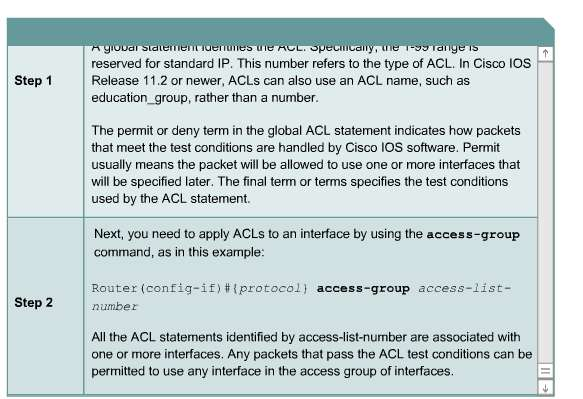 A global statement identifies the ACL. Specifically, the 1-99 range is
reserved for standard IP. This number refers to the type of ACL. In Cisco IOS
Step 1
Release 11.2 or newer, ACLs can also use an ACL name, such as
education_group, rather than a number.
The permit or deny term in the global ACL statement indicates how packets
that meet the test conditions are handled by Cisco IOS software. Permit
usually means the packet will be allowed to use one or more interfaces that
will be specified later. The final term or terms specifies the test conditions
used by the ACL statement.
Next, you need to apply ACLs to an interface by using the access-group
command, as in this example:
Router(config-if)#{protocol} access-group access-list-
number
Step 2
All the ACL statements identified by access-list-number are associated with
one or more interfaces. Any packets that pass the ACL test conditions can be
permitted to use any interface in the access group of interfaces.